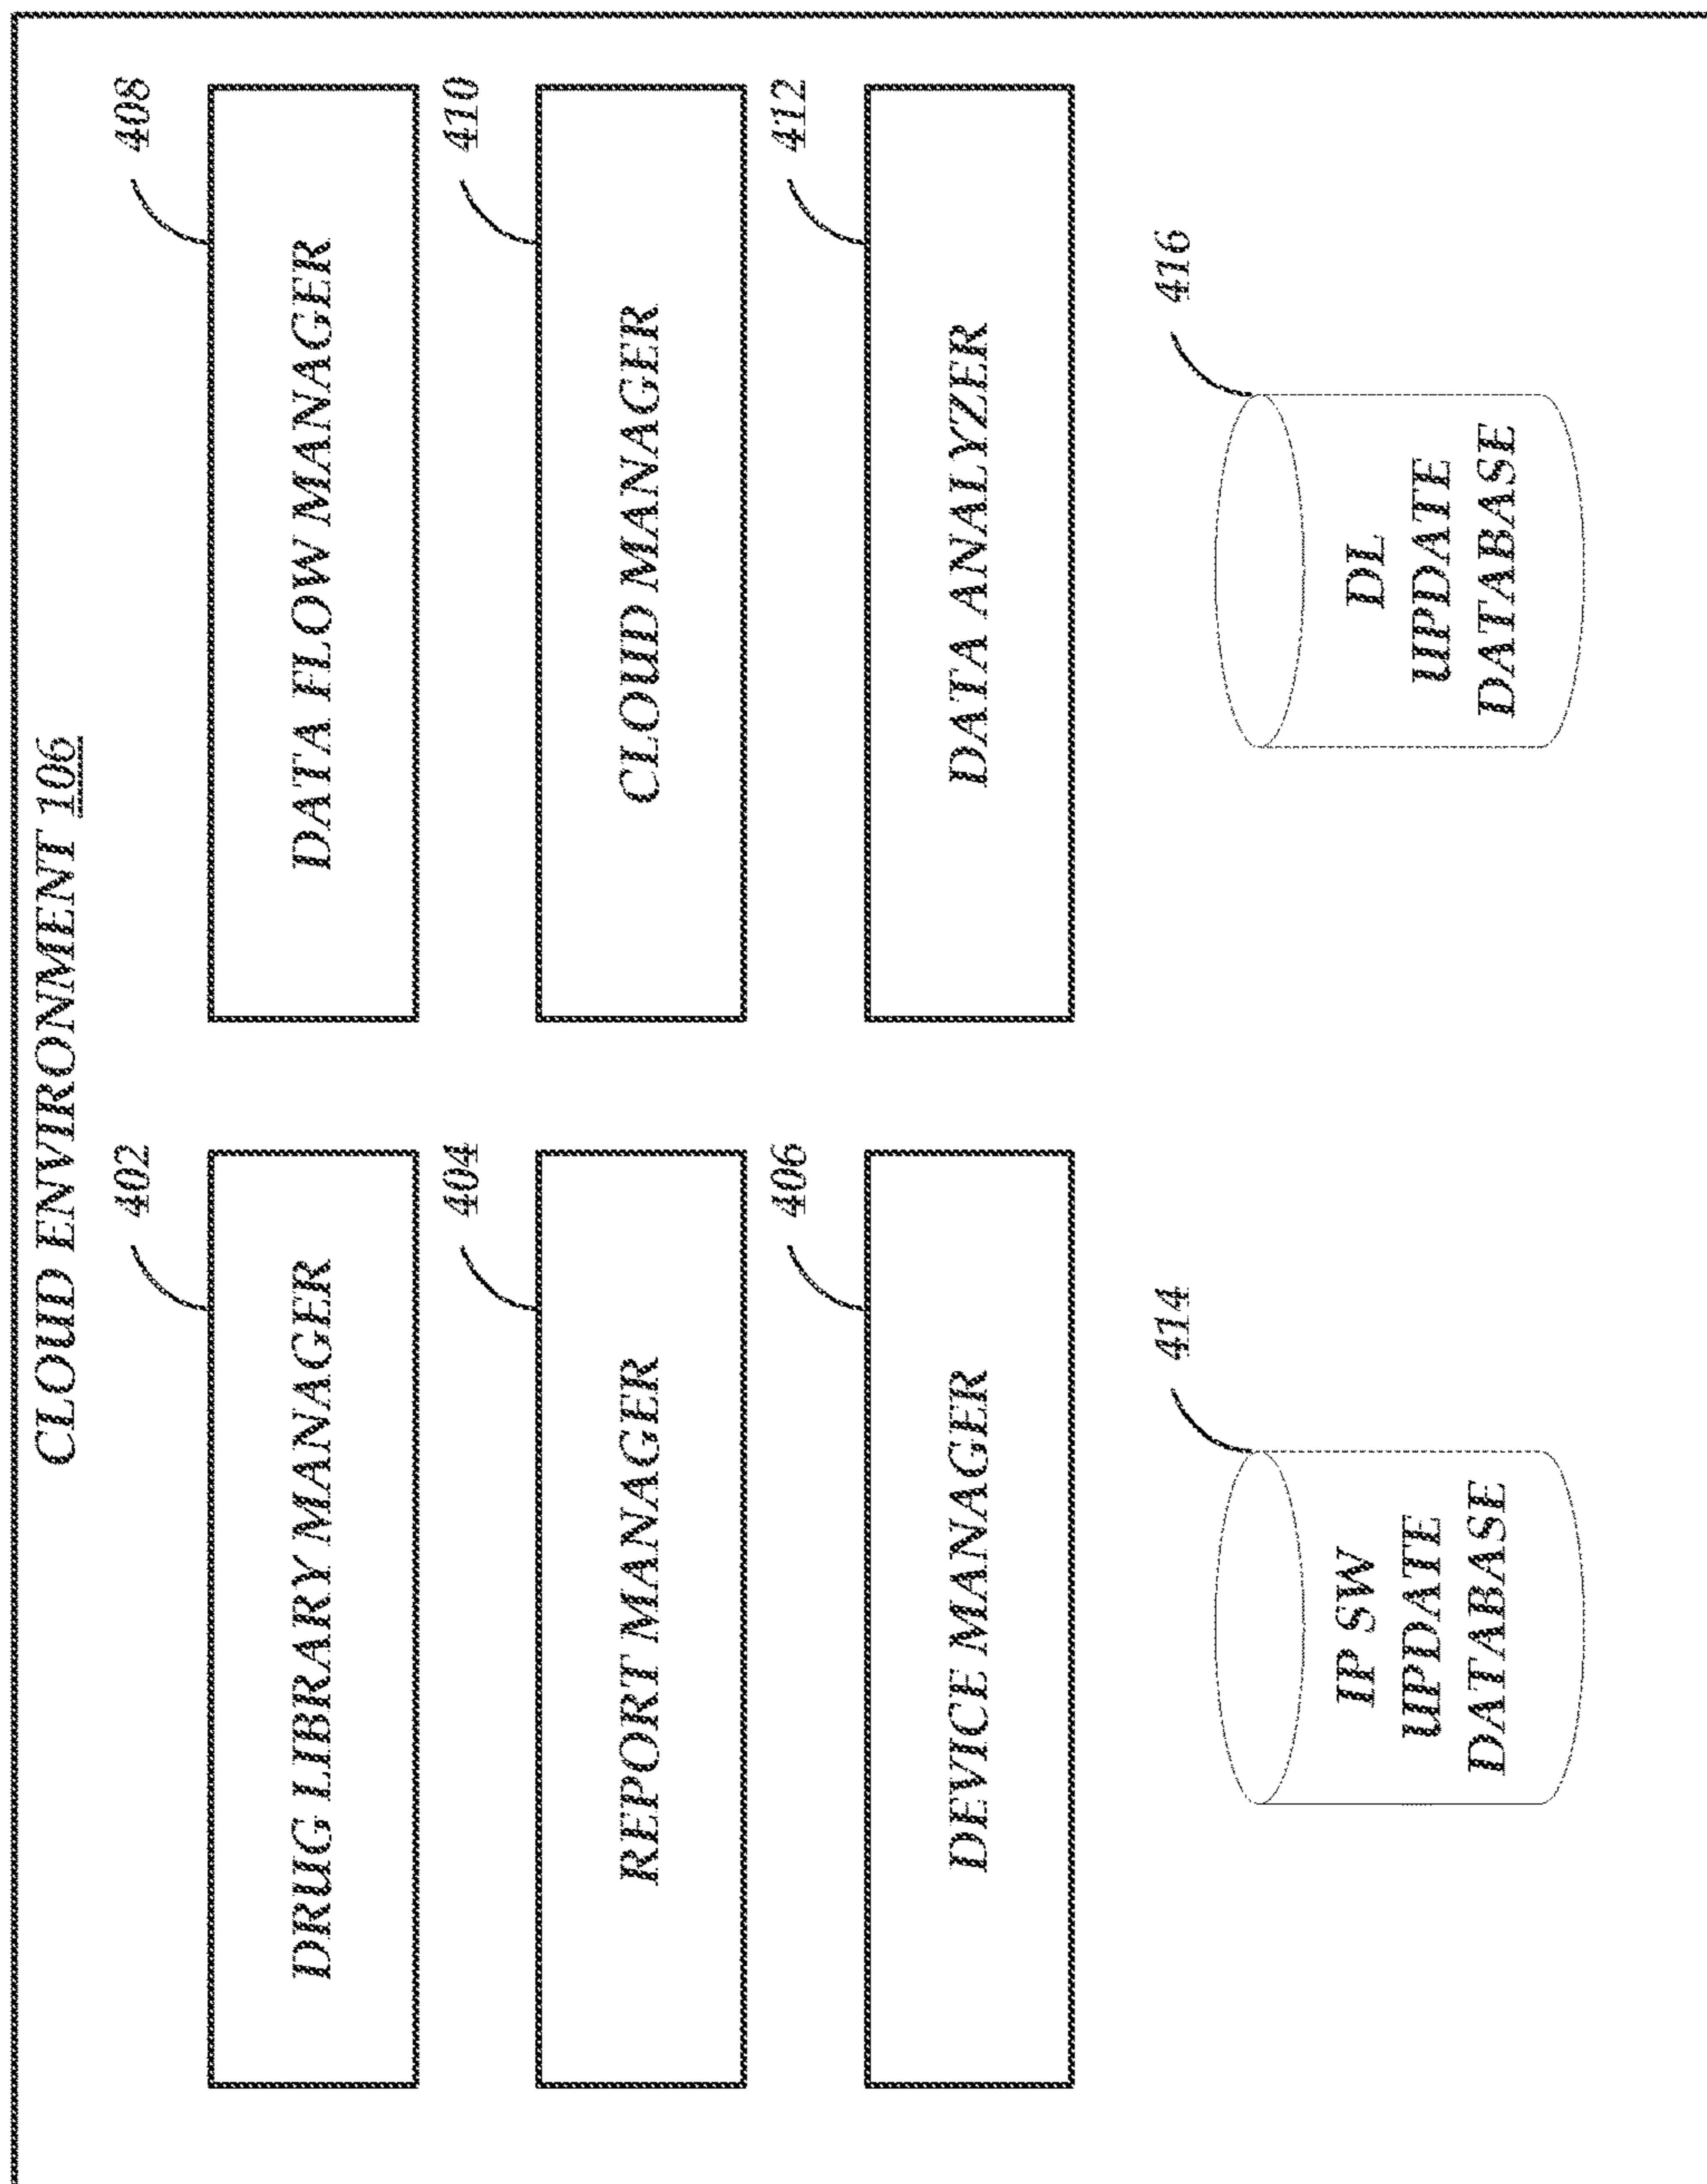 CLOUD ENVIRONMENT 106
402
DRUG LIBRARY MANAGER
408
DATA FLOW MANAGER
404
REPORT MANAGER
410
CLOUD MANAGER
406
DEVICE MANAGER
412
DATA ANALYZER
414
IP SW
UPDATE
DATABASE
416
DL
UPDATE
DATABASE